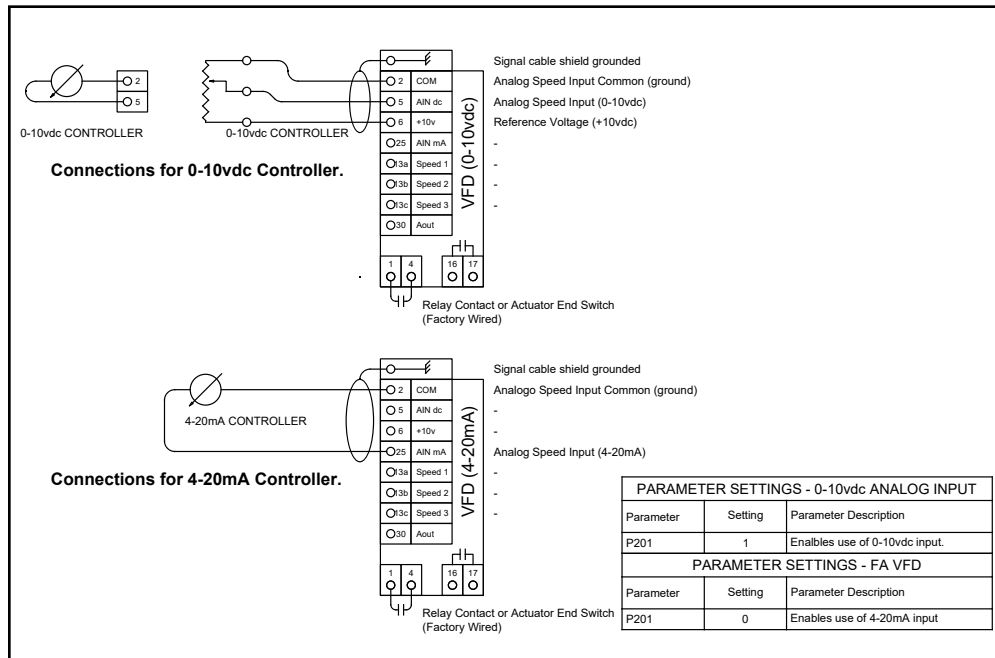 Signal cable shield grounded
2 COM Analog Speed Input Common (ground)
5 AIN dc Analog Speed Input (0-10vdc)
6 +10v Reference Voltage (+10vdc)
25 AIN mA -
13a Speed 1 -
13b Speed 2 -
13c Speed 3 -
30 Aout
VFD (0-10vdc)
2
5
0-10vdc CONTROLLER
0-10vdc CONTROLLER
Connections for 0-10vdc Controller.
1 4 16 17
Relay Contact or Actuator End Switch
(Factory Wired)
Signal cable shield grounded
2 COM Analogo Speed Input Common (ground)
5 AIN dc -
6 +10v -
25 AIN mA Analog Speed Input (4-20mA)
13a Speed 1 -
13b Speed 2 -
13c Speed 3 -
30 Aout
VFD (4-20mA)
4-20mA CONTROLLER
Connections for 4-20mA Controller.
1 4 16 17
Relay Contact or Actuator End Switch
(Factory Wired)
PARAMETER SETTINGS - 0-10vdc ANALOG INPUT
Parameter Setting Parameter Description
P201 1 Enalbles use of 0-10vdc input.
PARAMETER SETTINGS - FA VFD
Parameter Setting Parameter Description
P201 0 Enables use of 4-20mA input